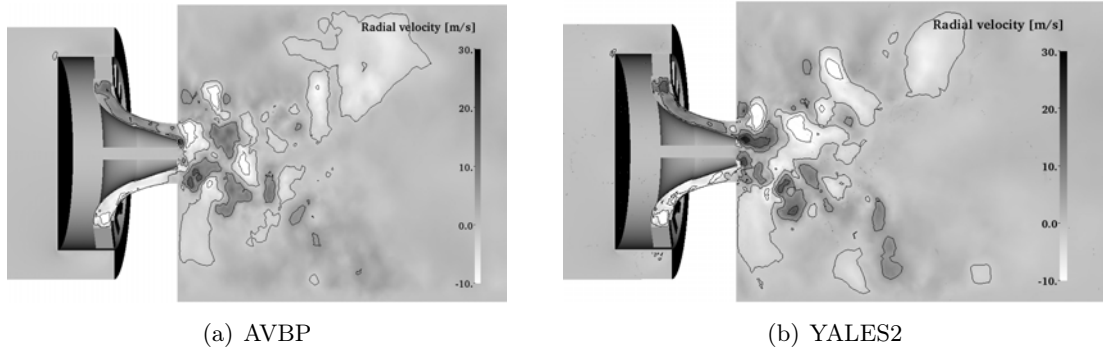 Radial velocity [m/s]
30.
20.
10.
0.0
-10.
Radial velocity [m/s]
30.
20.
10.
0.0
-10.
(a) AVBP
(b) YALES2